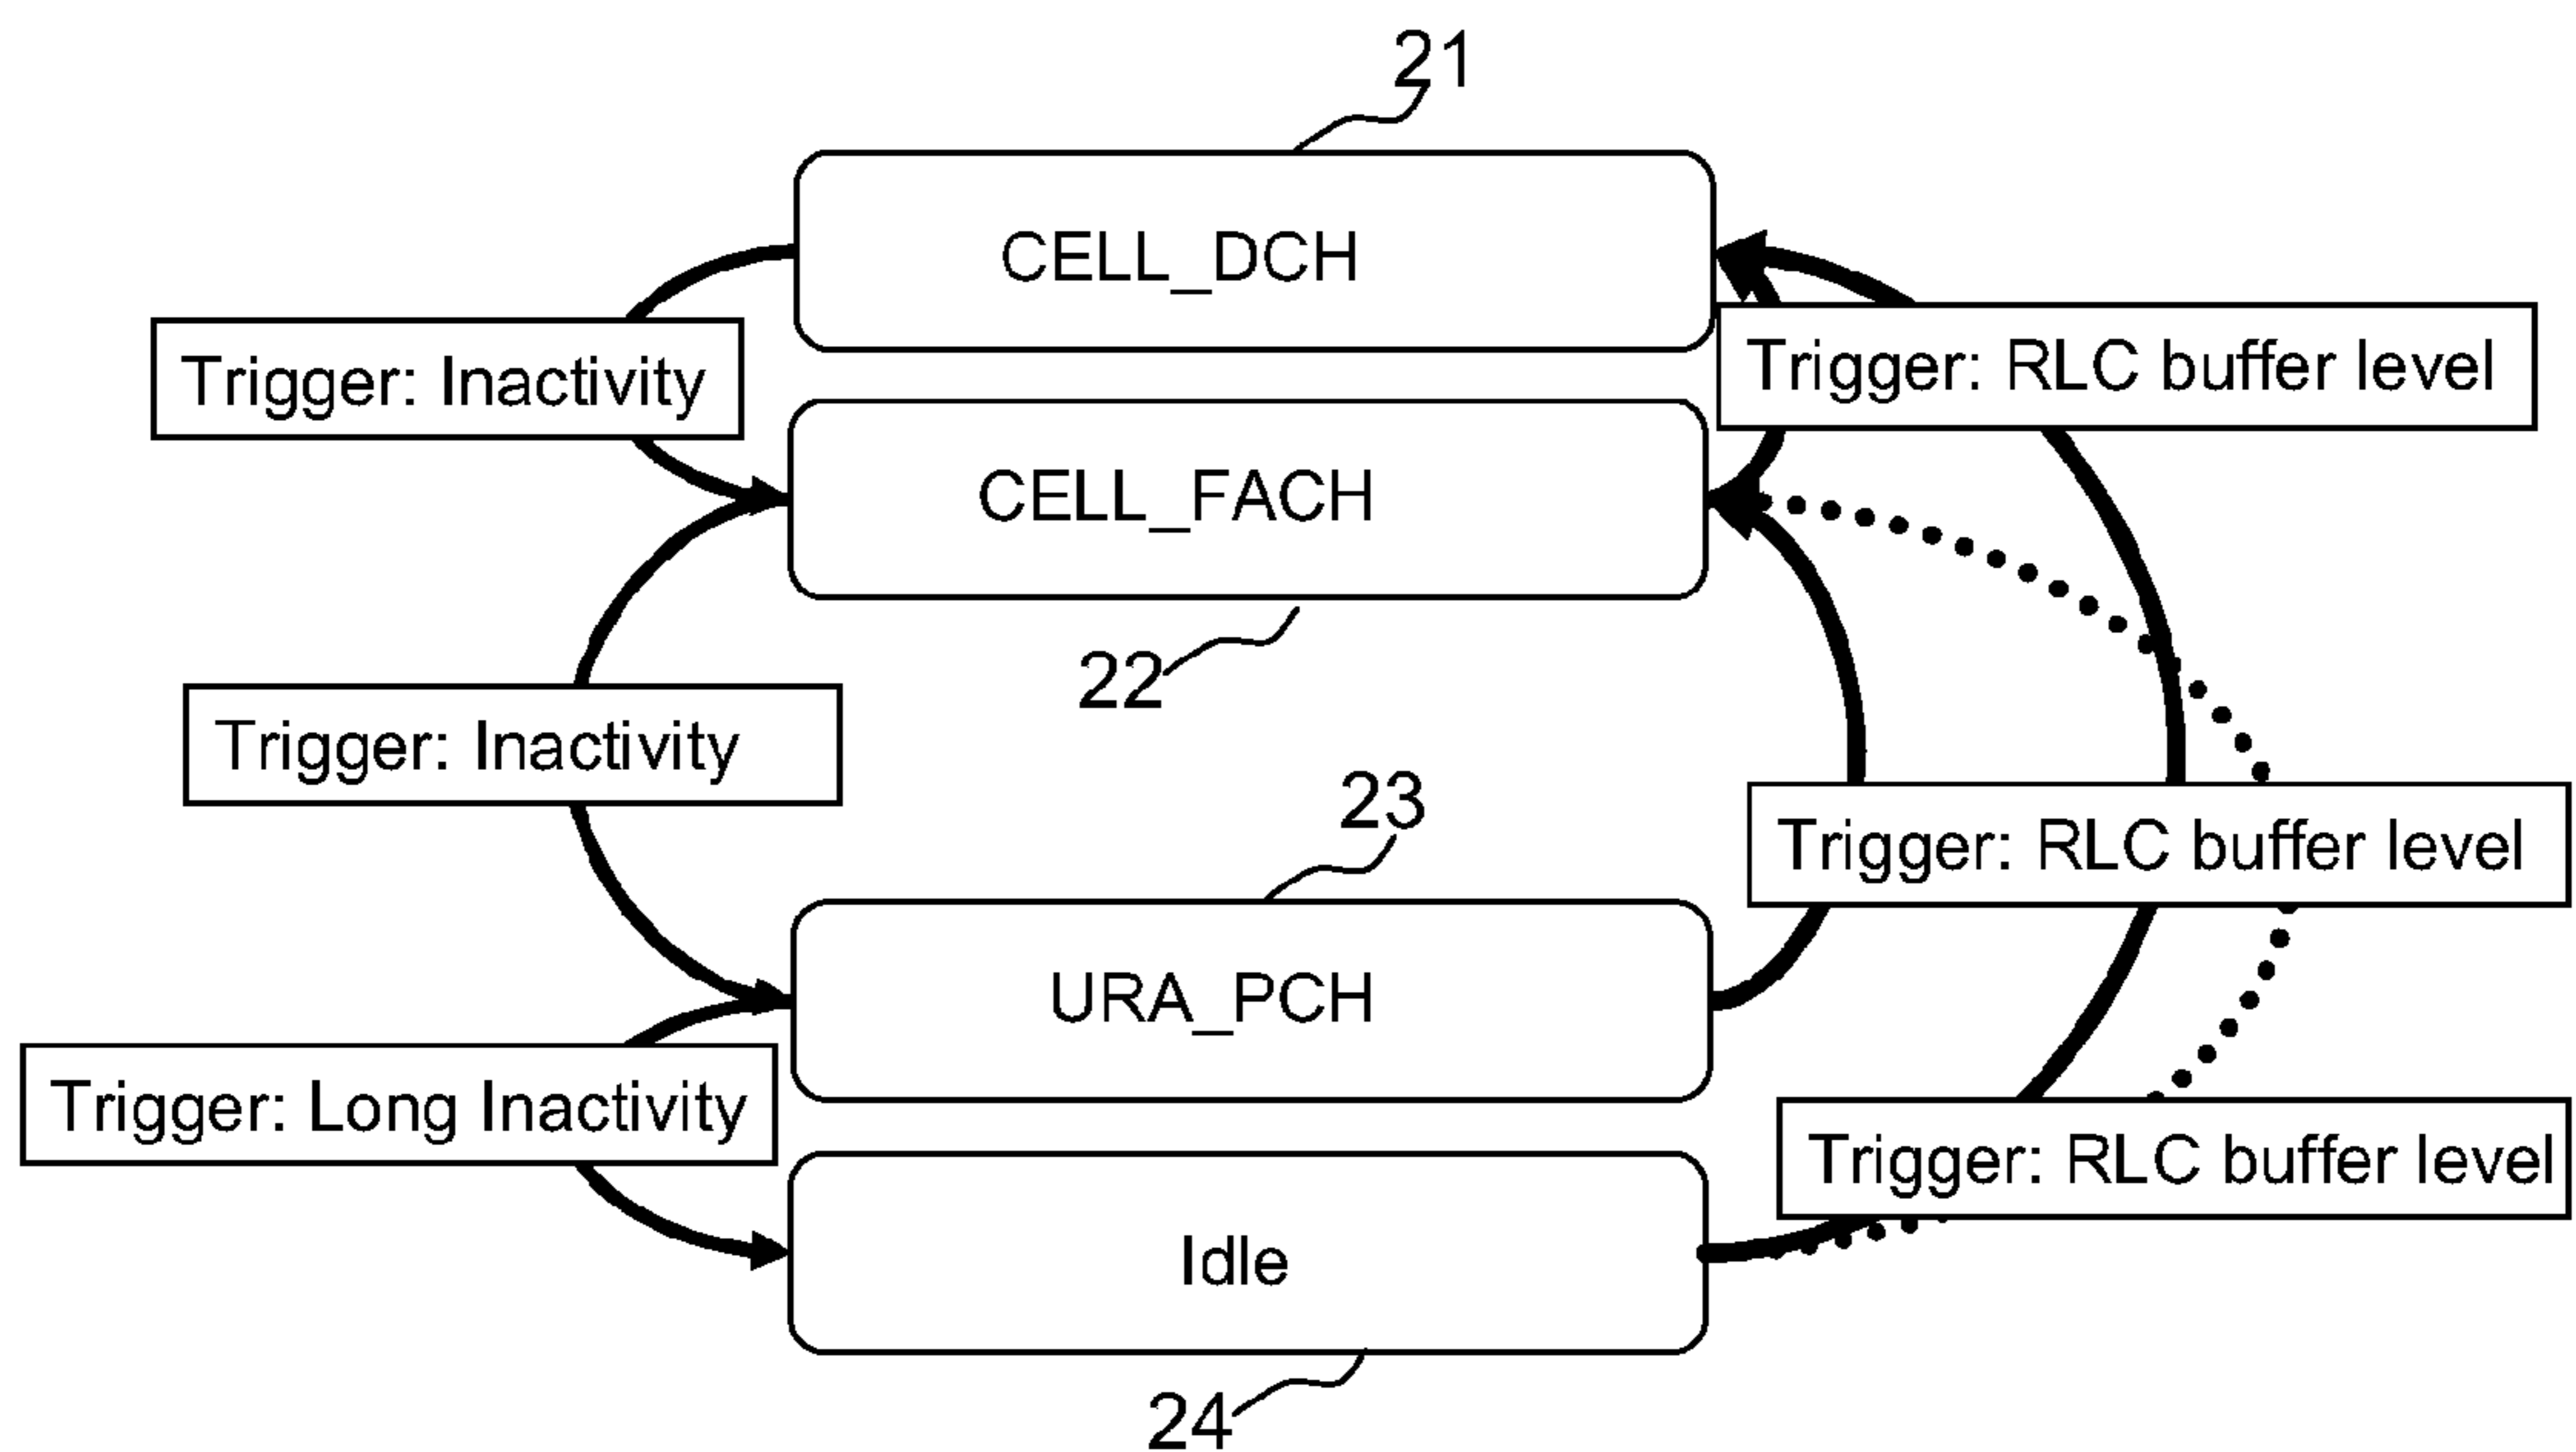 21
CELL_DCH
Trigger: Inactivity
Trigger: RLC buffer level
CELL_FACH
22
Trigger: Inactivity
23
Trigger: RLC buffer level
URA_PCH
Trigger: Long Inactivity
Trigger: RLC buffer level
Idle
24